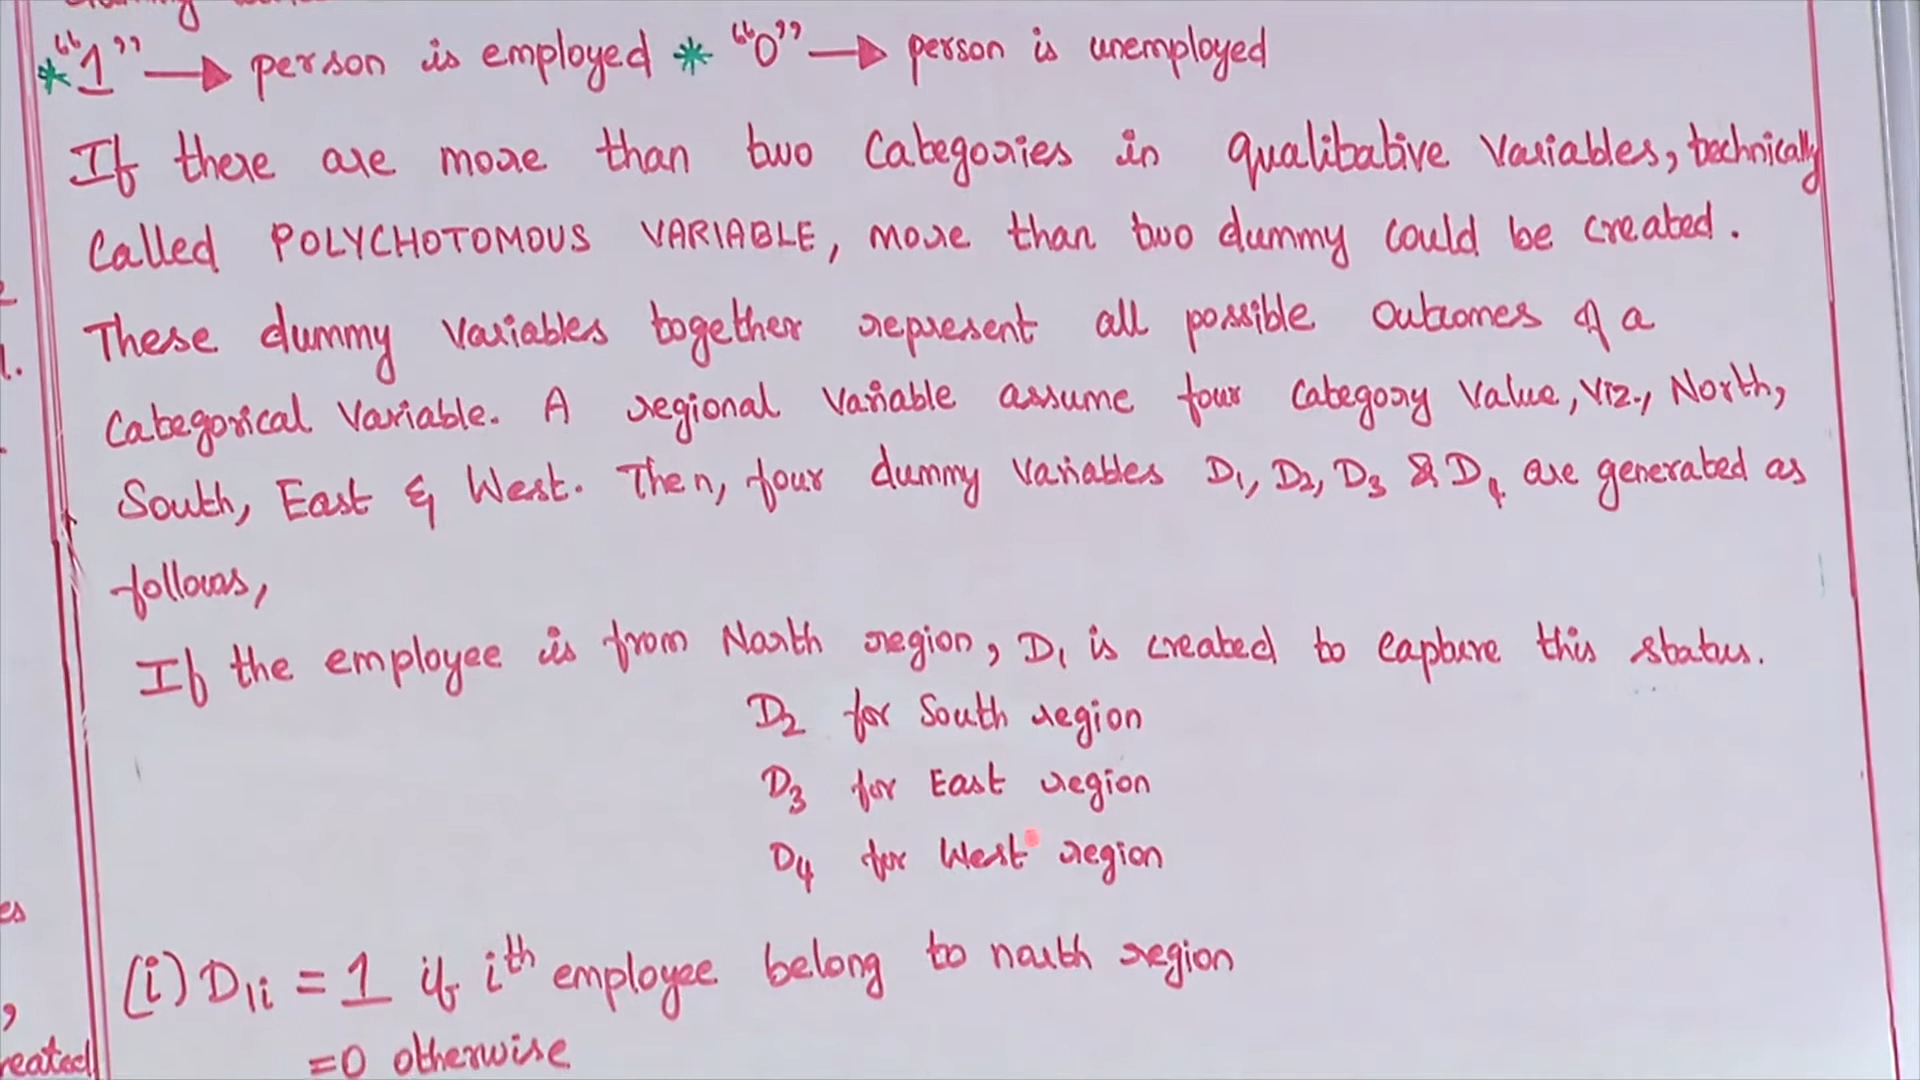 * “1” → person is employed * “0” → person is unemployed
If there are more than two Categories in qualitative Variables, technically
Called POLYCHOTOMOUS VARIABLE, more than two dummy could be created.
These dummy Variables together represent all possible Outcomes of a
Categorical Variable. A regional Variable assume four Category Value, Viz., North,
South, East & West. Then, four dummy Variables D1, D2, D3 & D4 are generated as
follows,
If the employee is from North region, D1 is created to Capture this status.
D2 for South region
D3 for East region
D4 for West region
es
(i) D1i = 1 if ith employee belong to north region
reated
=0 otherwise